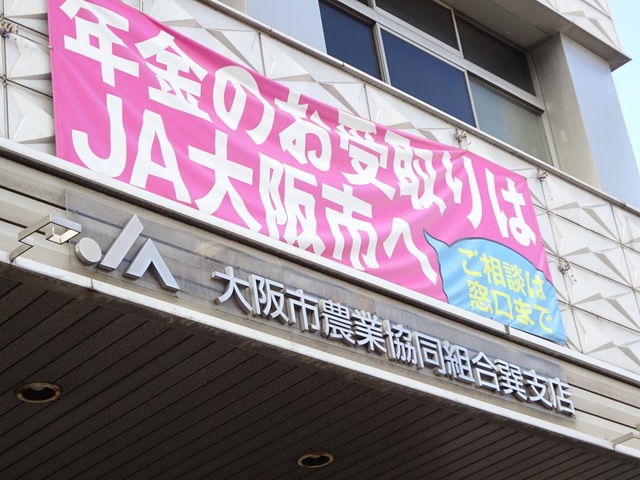 年金のお受取りは
JA大阪市へ
ご相談は
窓口まで
JA
大阪市農業協同組合巽支店